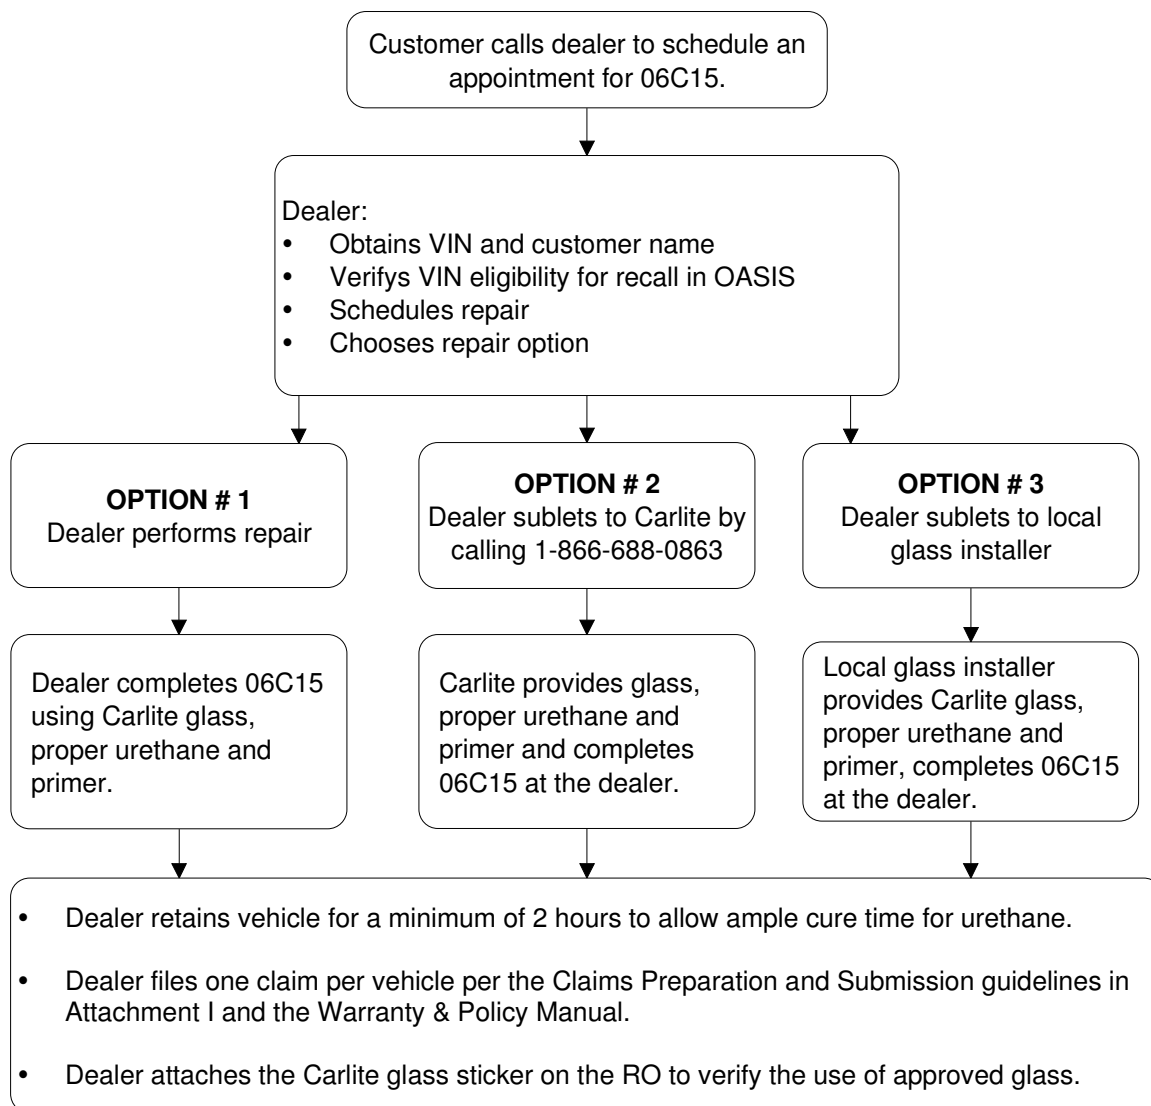 Customer calls dealer to schedule an
appointment for 06C15.
Dealer:
• Obtains VIN and customer name
• Verifys VIN eligibility for recall in OASIS
• Schedules repair
• Chooses repair option
OPTION # 1
Dealer performs repair
OPTION # 2
Dealer sublets to Carlite by
calling 1-866-688-0863
OPTION # 3
Dealer sublets to local
glass installer
Dealer completes 06C15
using Carlite glass,
proper urethane and
primer.
Carlite provides glass,
proper urethane and
primer and completes
06C15 at the dealer.
Local glass installer
provides Carlite glass,
proper urethane and
primer, completes 06C15
at the dealer.
• Dealer retains vehicle for a minimum of 2 hours to allow ample cure time for urethane.
• Dealer files one claim per vehicle per the Claims Preparation and Submission guidelines in
Attachment I and the Warranty & Policy Manual.
• Dealer attaches the Carlite glass sticker on the RO to verify the use of approved glass.